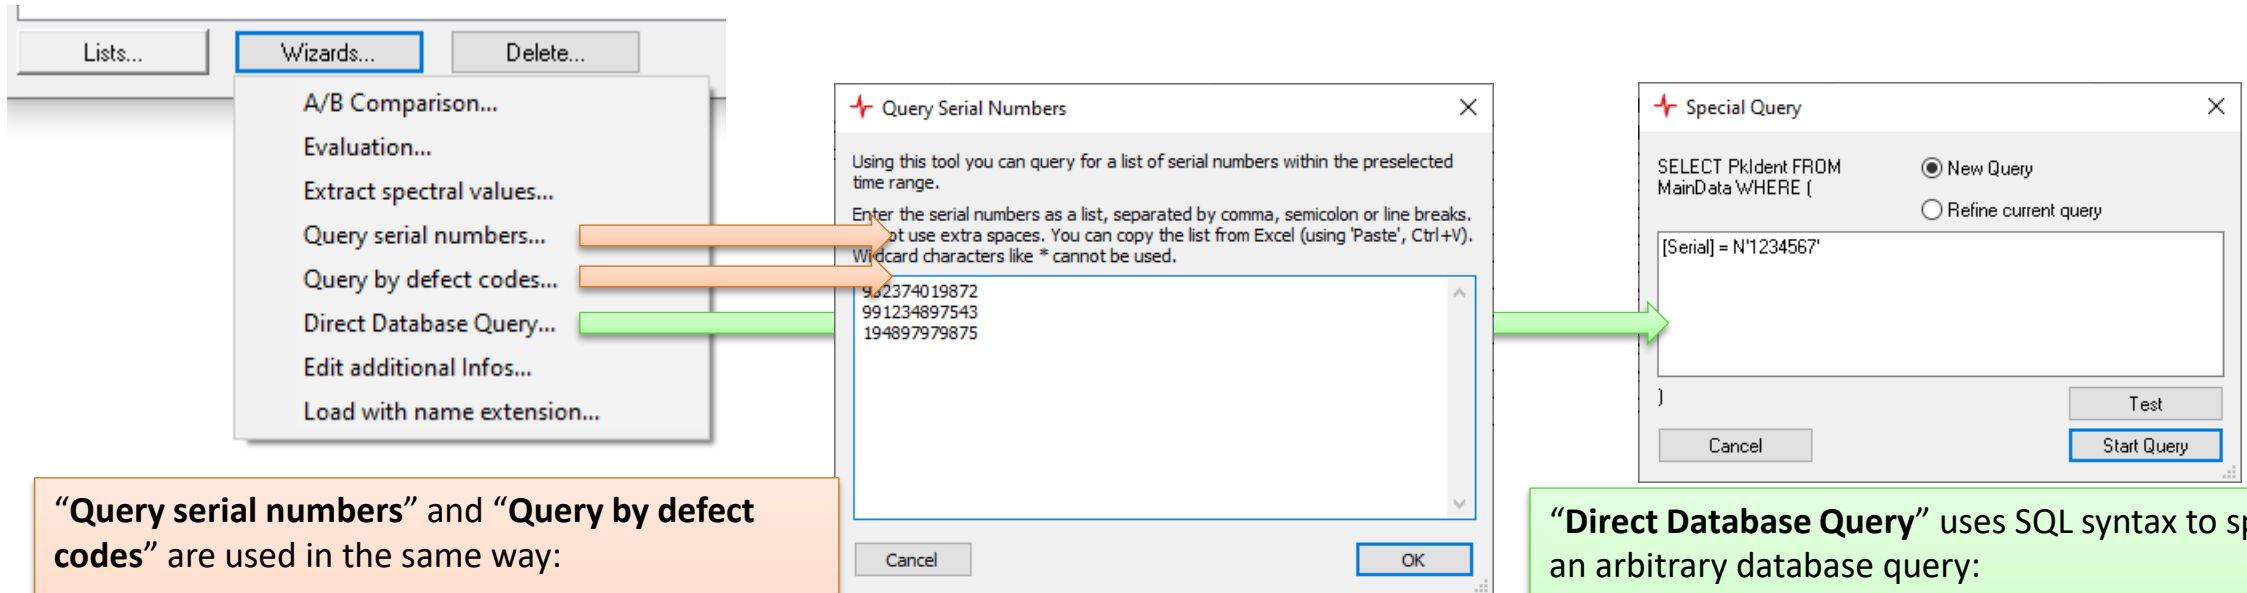 Lists...
Wizards...
Delete...
A/B Comparison...
Evaluation...
Extract spectral values...
Query serial numbers...
Query by defect codes...
Direct Database Query...
Edit additional Infos...
Load with name extension...
“Query serial numbers” and “Query by defect
codes” are used in the same way:
Query Serial Numbers
Using this tool you can query for a list of serial numbers within the preselected
time range.
Enter the serial numbers as a list, separated by comma, semicolon or line breaks.
use extra spaces. You can copy the list from Excel (using 'Paste', Ctrl+V).
Wildcard characters like * cannot be used.
991234897543
194897979875
Cancel
OK
Special Query
SELECT PkIdent FROM
MainData WHERE (
New Query
Refine current query
[Serial] = N'1234567'
)
Test
Cancel
Start Query
“Direct Database Query” uses SQL syntax to
an arbitrary database query: